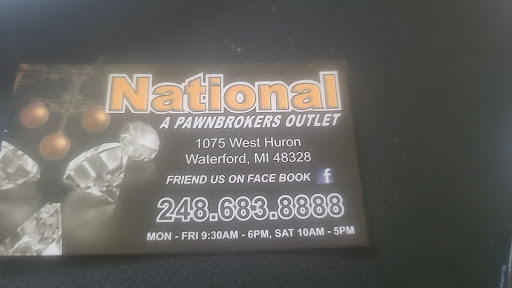 National
A PAWNBROKERS OUTLET
1075 West Huron
Waterford, MI 48328
FRIEND US ON FACE BOOK f
248.683.8888
MON - FRI 9:30AM - 6PM, SAT 10AM - 5PM